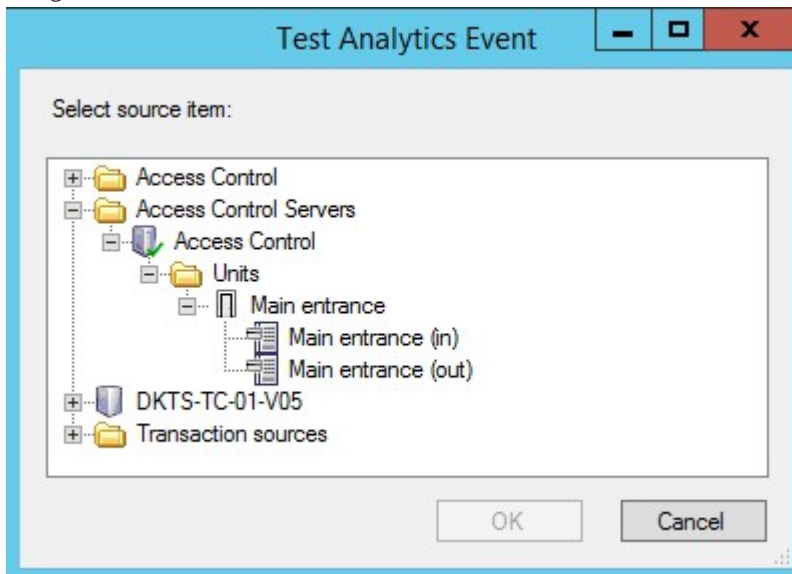 Test Analytics Event
Select source item:
Access Control
Access Control Servers
Access Control
Units
Main entrance
Main entrance (in)
Main entrance (out)
DKTS-TC-01-V05
Transaction sources
OK Cancel